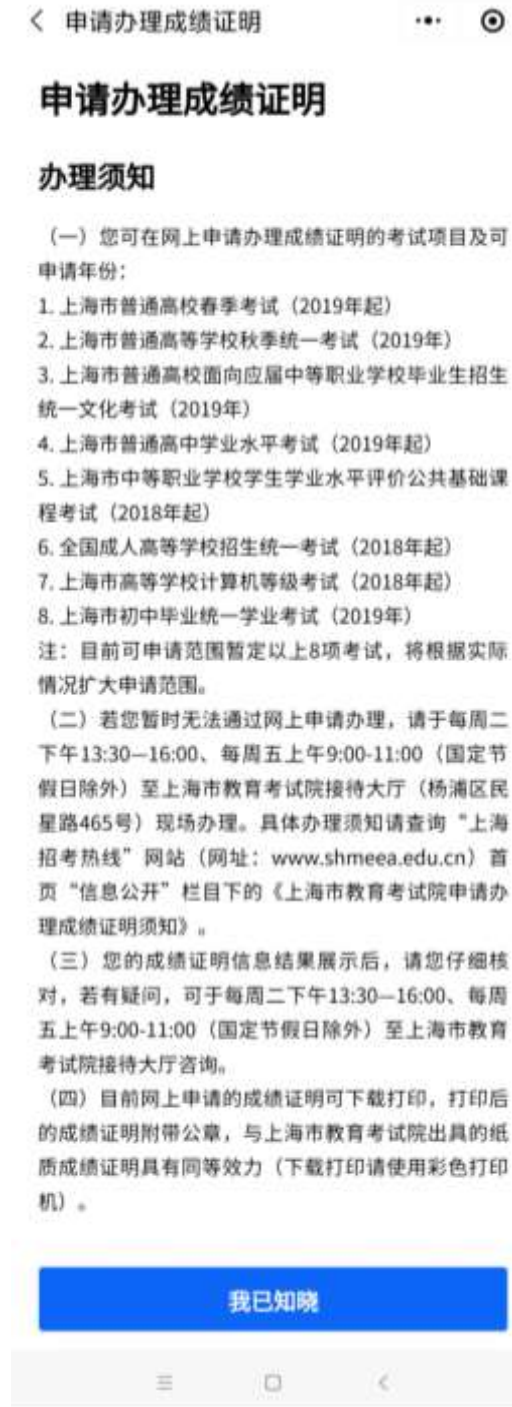 申请办理成绩证明
申请办理成绩证明
办理须知
（一）您可在网上申请办理成绩证明的考试项目及可
申请年份：
1. 上海市普通高校春季考试（2019年起）
2. 上海市普通高等学校秋季统一考试（2019年）
3. 上海市普通高校面向应届中等职业学校毕业生招生
统一文化考试（2019年）
4. 上海市普通高中学业水平考试（2019年起）
5. 上海市中等职业学校学生学业水平评价公共基础课
程考试（2018年起）
6. 全国成人高等学校招生统一考试（2018年起）
7. 上海市高等学校计算机等级考试（2018年起）
8. 上海市初中毕业统一学业考试（2019年）
注：目前可申请范围暂定以上8项考试，将根据实际
情况扩大申请范围。
（二）若您暂时无法通过网上申请办理，请于每周二
下午13:30—16:00、每周五上午9:00-11:00（国定节
假日除外）至上海市教育考试院接待大厅（杨浦区民
星路465号）现场办理。具体办理须知请查询“上海
招考热线”网站（网址：www.shmeea.edu.cn）首
页“信息公开”栏目下的《上海市教育考试院申请办
理成绩证明须知》。
（三）您的成绩证明信息结果展示后，请您仔细核
对，若有疑问，可于每周二下午13:30—16:00、每周
五上午9:00-11:00（国定节假日除外）至上海市教育
考试院接待大厅咨询。
（四）目前网上申请的成绩证明可下载打印，打印后
的成绩证明附带公章，与上海市教育考试院出具的纸
质成绩证明具有同等效力（下载打印请使用彩色打印
机）。
我已知晓